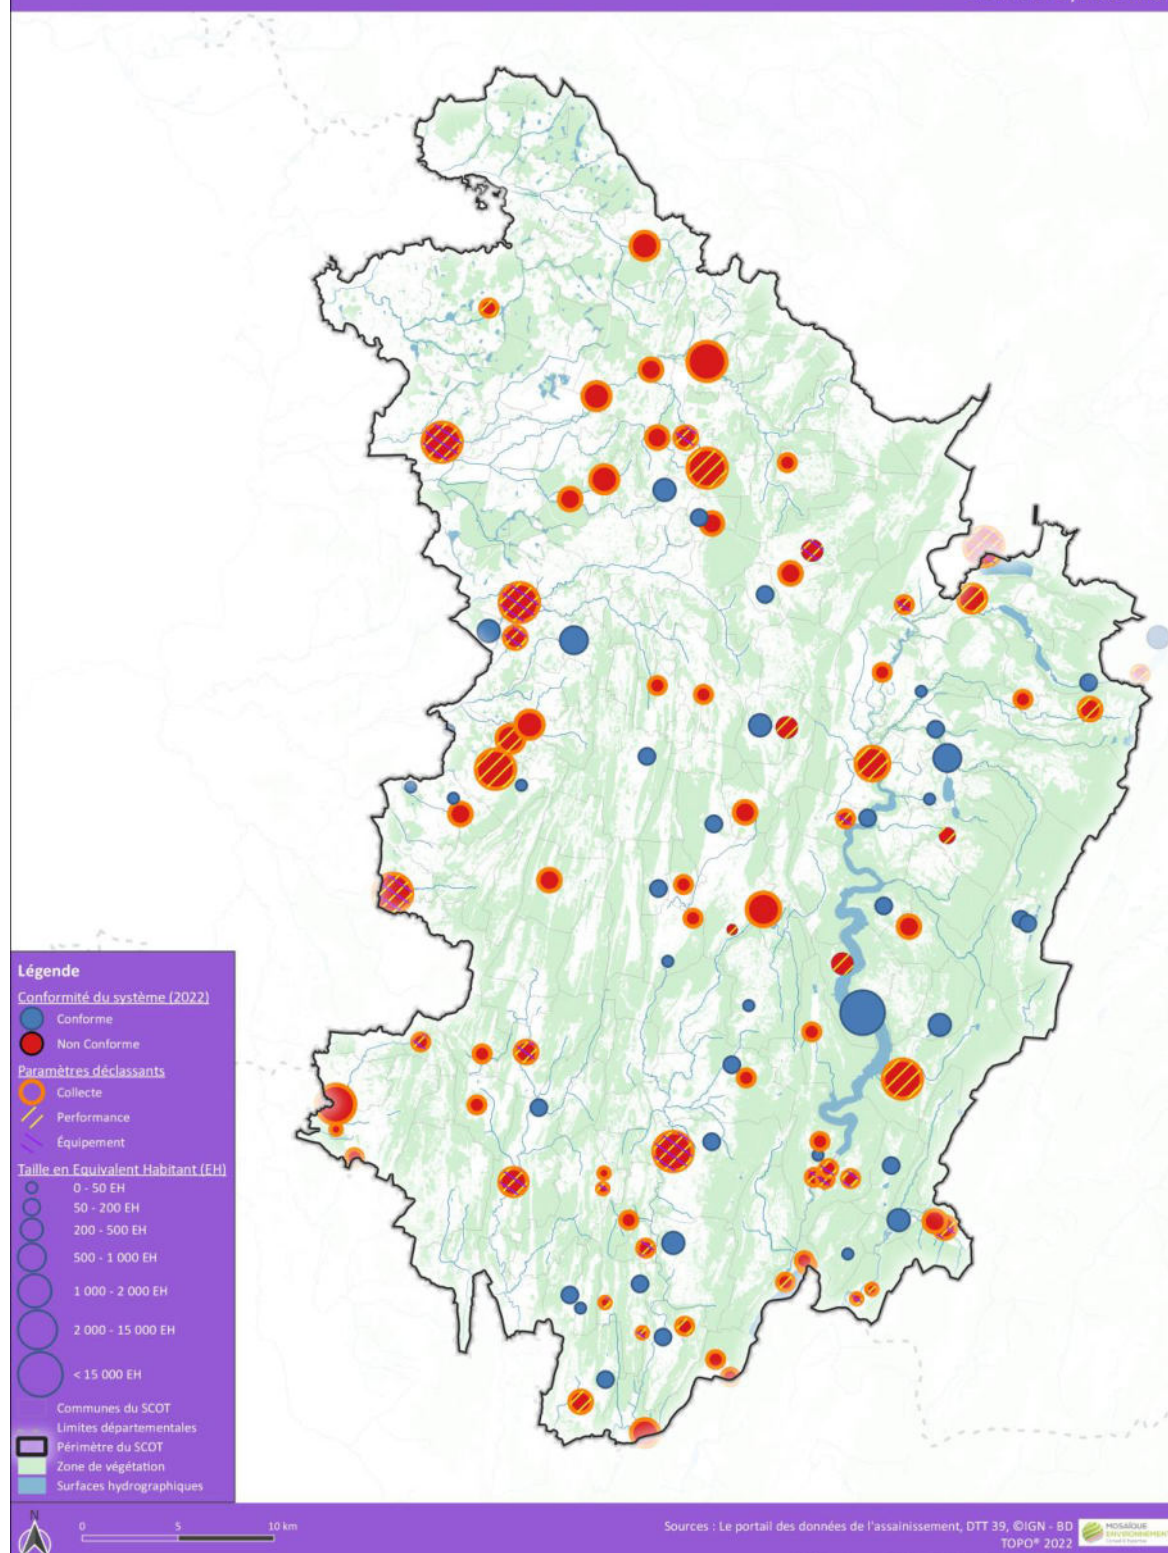 Légende
Conformité du système (2022)
Conforme
Non Conforme
Paramètres déclassants
Collecte
Performance
Équipement
Taille en Equivalent Habitant (EH)
0 - 50 EH
50 - 200 EH
200 - 500 EH
500 - 1 000 EH
1 000 - 2 000 EH
2 000 - 15 000 EH
< 15 000 EH
Communes du SCOT
Limites départementales
Périmètre du SCOT
Zone de végétation
Surfaces hydrographiques
N
0 5 10 km
Sources : Le portail des données de l'assainissement, DTT 39, ©IGN - BD
TOPO® 2022
MOSAÏQUE
ENVIRONNEMENT